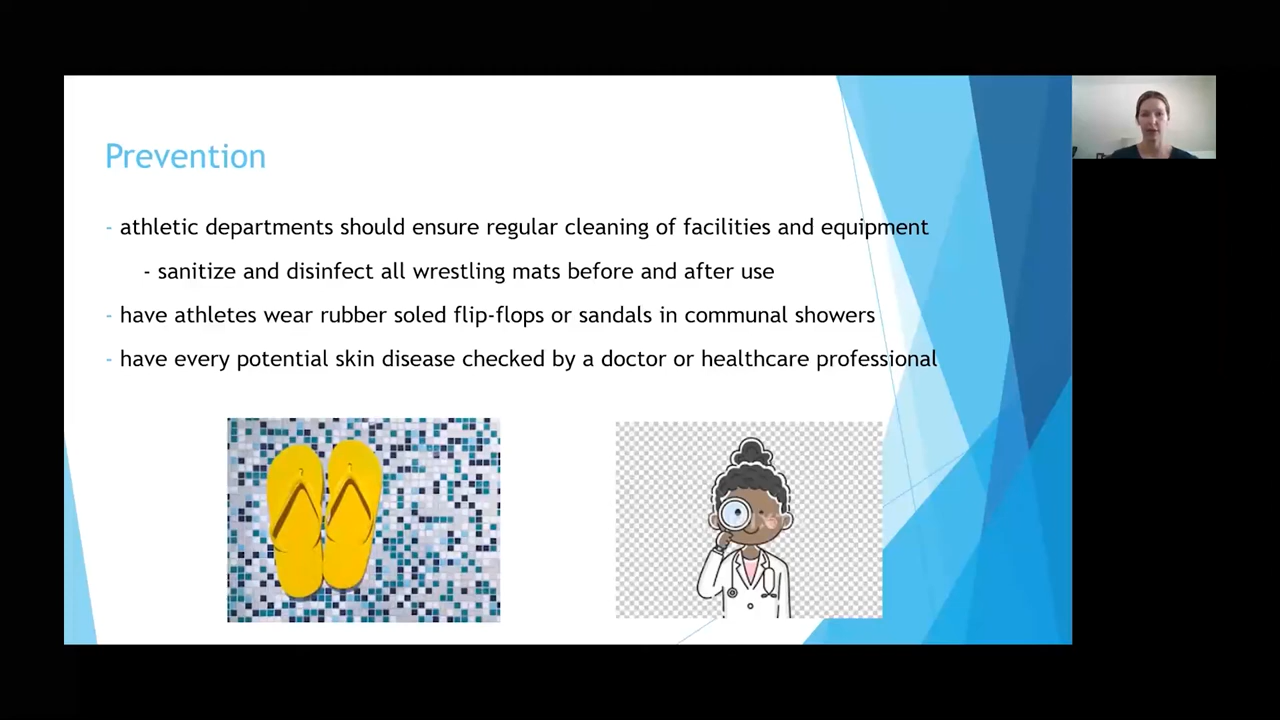 Prevention
- athletic departments should ensure regular cleaning of facilities and equipment
- sanitize and disinfect all wrestling mats before and after use
- have athletes wear rubber soled flip-flops or sandals in communal showers
- have every potential skin disease checked by a doctor or healthcare professional